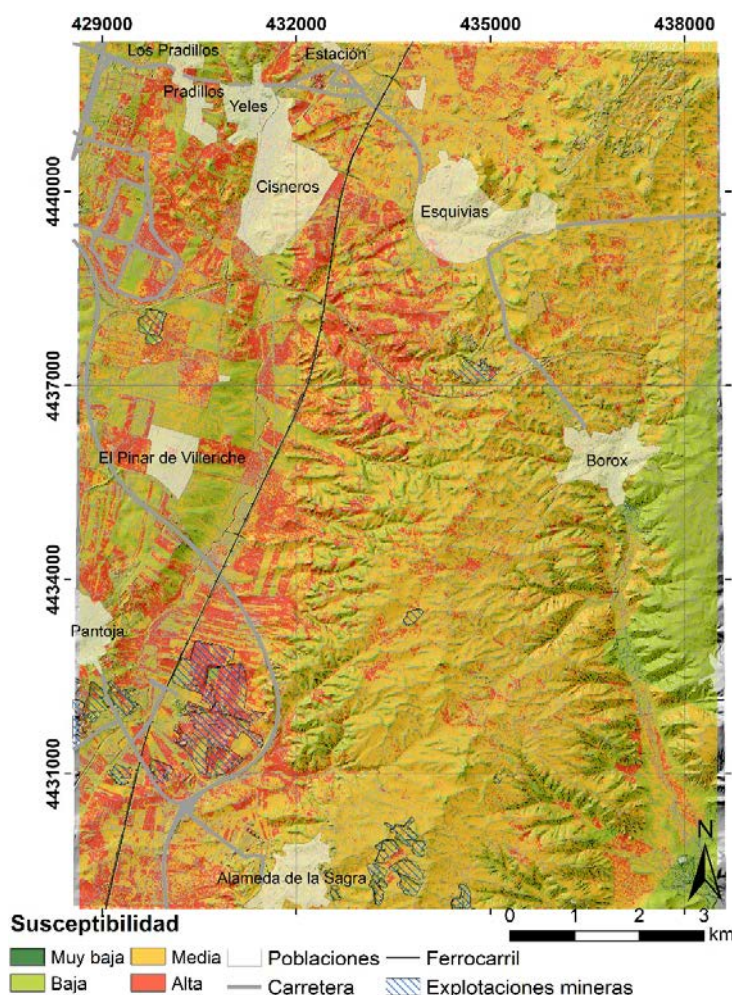 4429000 4432000 435000 438000
Los Pradillos
Estación
Pradillos
Yeles
4440000
Cisneros
Esquivias
4437000
El Pinar de Villeriche
Borox
4434000
Pantoja
4431000
N
Alameda de la Sagra
Susceptibilidad
0 1 2 3
km
Muy baja Media Poblaciones Ferrocarril
Baja Alta Carretera Explotaciones mineras